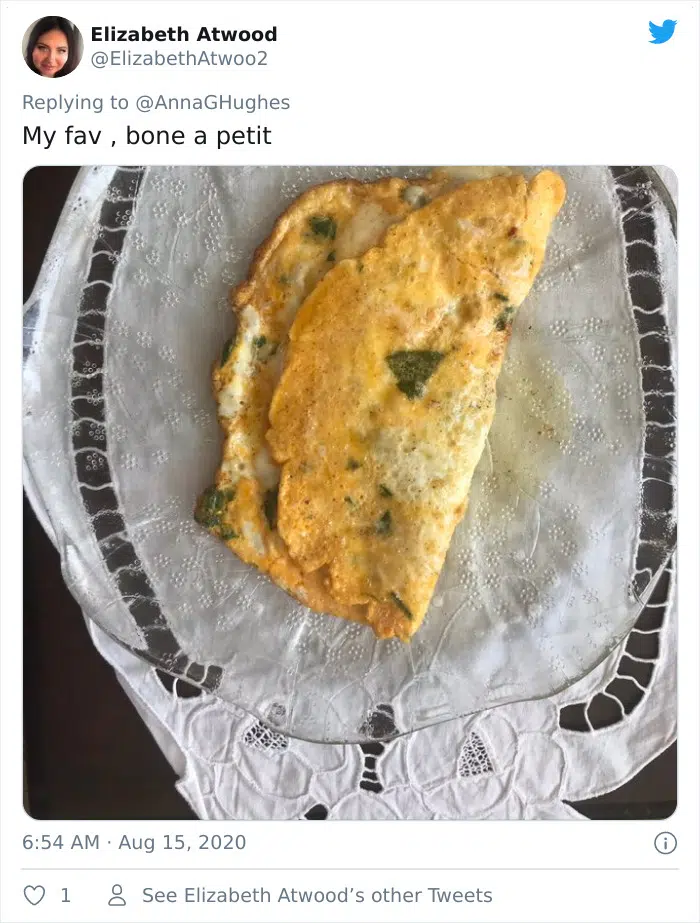 Elizabeth Atwood
@ElizabethAtwoo2
Replying to @AnnaGHughes
My fav , bone a petit
6:54 AM · Aug 15, 2020
1
See Elizabeth Atwood’s other Tweets